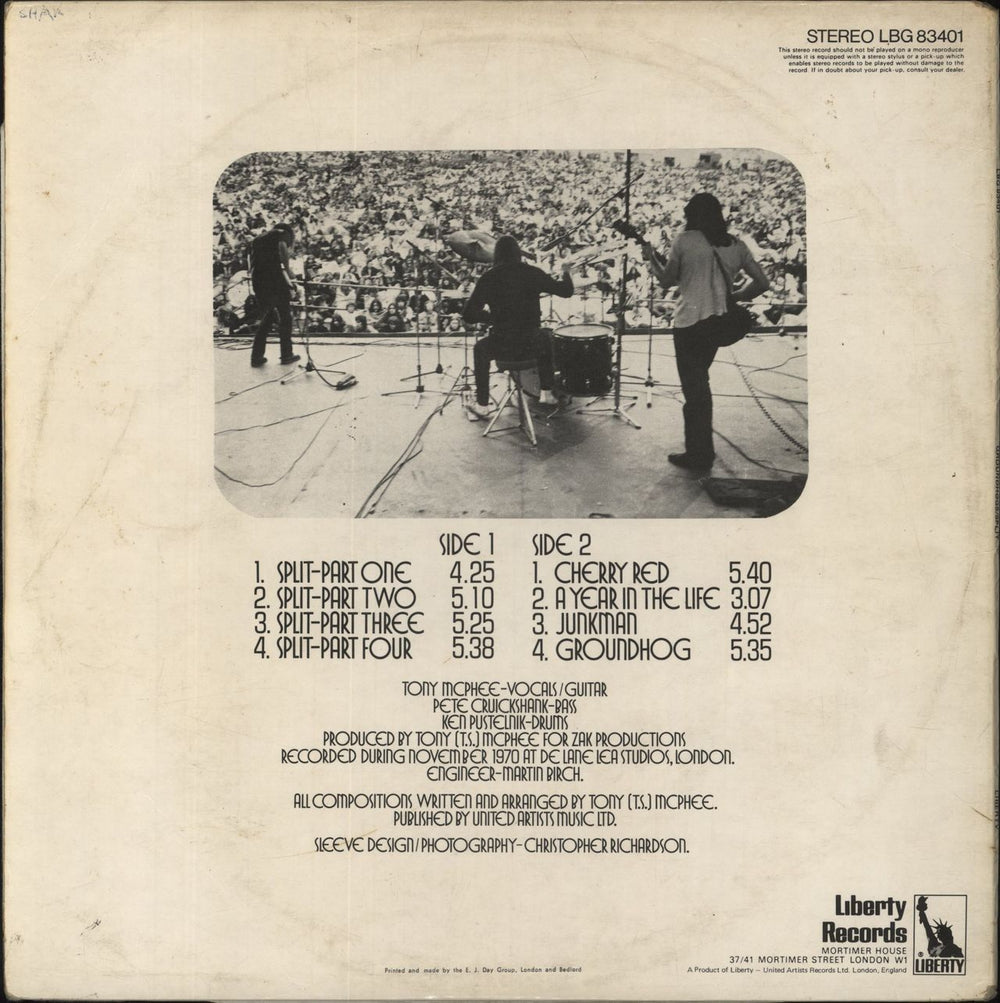 SHAK
STEREO LBG 83401
This stereo record should not be played on a mono reproducer
unless it is equipped with a stereo stylus or a pick-up which
enables stereo records to be played without damage to the
record. If in doubt about your pick-up, consult your dealer.
SIDE 1
1. SPLIT-PART ONE 4.25
2. SPLIT-PART TWO 5.10
3. SPLIT-PART THREE 5.25
4. SPLIT-PART FOUR 5.38
SIDE 2
1. CHERRY RED 5.40
2. A YEAR IN THE LIFE 3.07
3. JUNKMAN 4.52
4. GROUNDHOG 5.35
TONY MCPHEE-VOCALS/GUITAR
PETE CRUICKSHANK-BASS
KEN PUSTELNIK-DRUMS
PRODUCED BY TONY (T.S.) MCPHEE FOR ZAK PRODUCTIONS
RECORDED DURING NOVEMBER 1970 AT DE LANE LEA STUDIOS, LONDON.
ENGINEER-MARTIN BIRCH.
ALL COMPOSITIONS WRITTEN AND ARRANGED BY TONY (T.S.) MCPHEE.
PUBLISHED BY UNITED ARTISTS MUSIC LTD.
SLEEVE DESIGN/PHOTOGRAPHY-CHRISTOPHER RICHARDSON.
Liberty
Records
MORTIMER HOUSE
37/41 MORTIMER STREET LONDON W1
A Product of Liberty – United Artists Records Ltd. London, England
® LIBERTY
Printed and made by the E. J. Day Group, London and Bedford